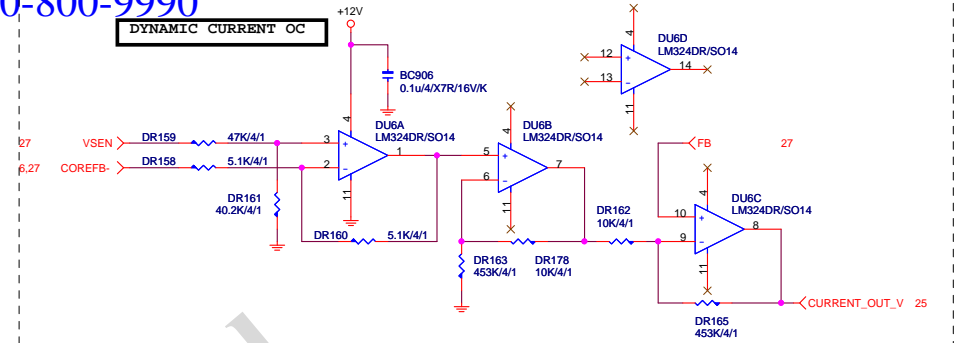 0-800-9990
DYNAMIC CURRENT OC
+12V
BC906
0.1u/4/X7R/16V/K
DU6D
LM324DR/SO14
4
12
+
13
-
14
11
27 VSEN DR159 47K/4/1
6,27 COREFB- DR158 5.1K/4/1
DU6A
LM324DR/SO14
4
3
+
2
-
1
11
DR161
40.2K/4/1
DR160 5.1K/4/1
DU6B
LM324DR/SO14
4
5
+
6
-
7
11
DR163
453K/4/1
DR178
10K/4/1
DR162
10K/4/1
FB 27
DU6C
LM324DR/SO14
4
10
+
9
-
8
11
CURRENT_OUT_V 25
DR165
453K/4/1